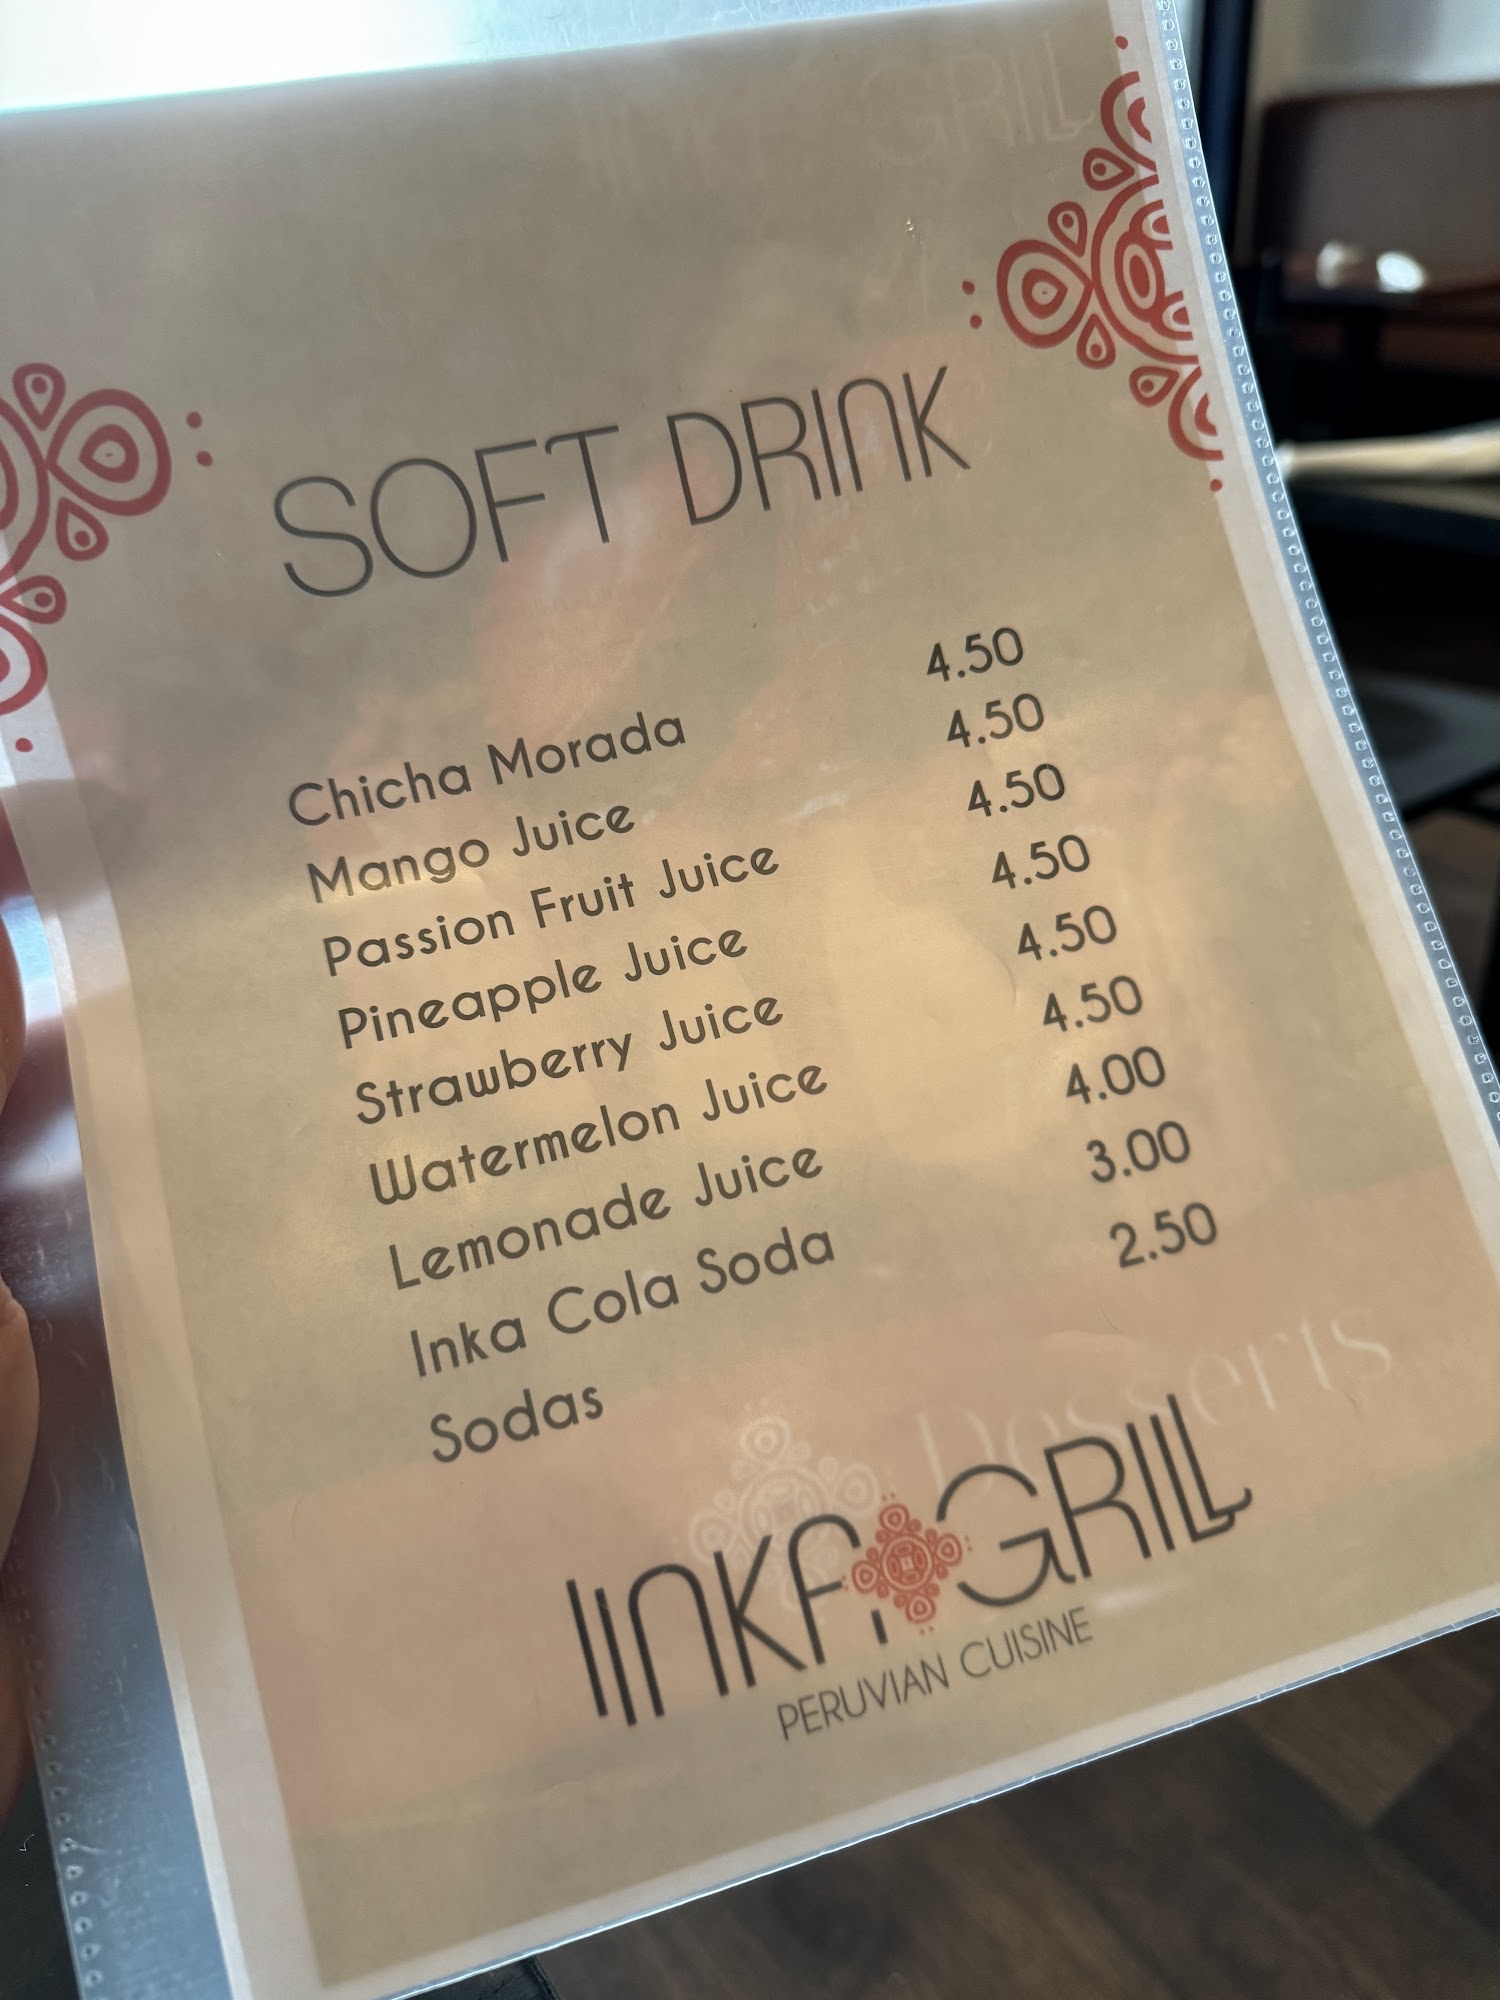 SOFT DRINK
Chicha Morada 4.50
Mango Juice 4.50
Passion Fruit Juice 4.50
Pineapple Juice 4.50
Strawberry Juice 4.50
Watermelon Juice 4.50
Lemonade Juice 4.00
Inka Cola Soda 3.00
Sodas 2.50
Desserts
INKA GRILL
PERUVIAN CUISINE